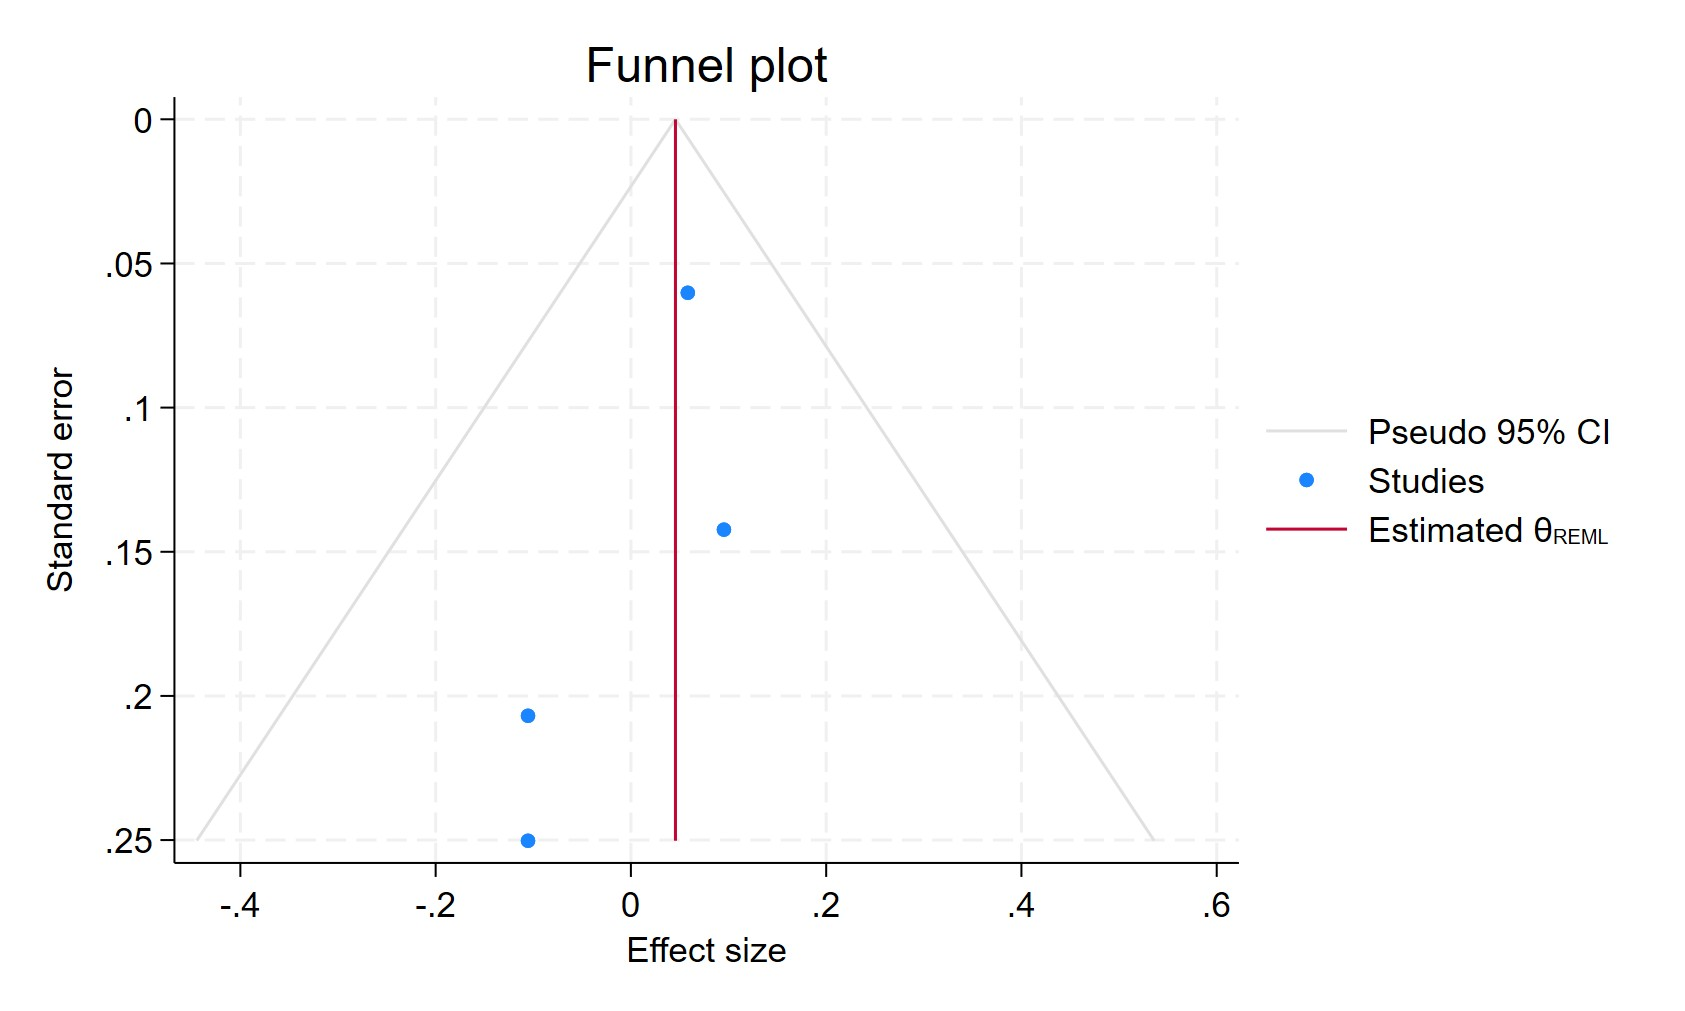 Funnel plot
Standard error
0
.05
.1
.15
.2
.25
-.4
-.2
0
.2
.4
.6
Effect size
Pseudo 95% CI
Studies
Estimated θREML